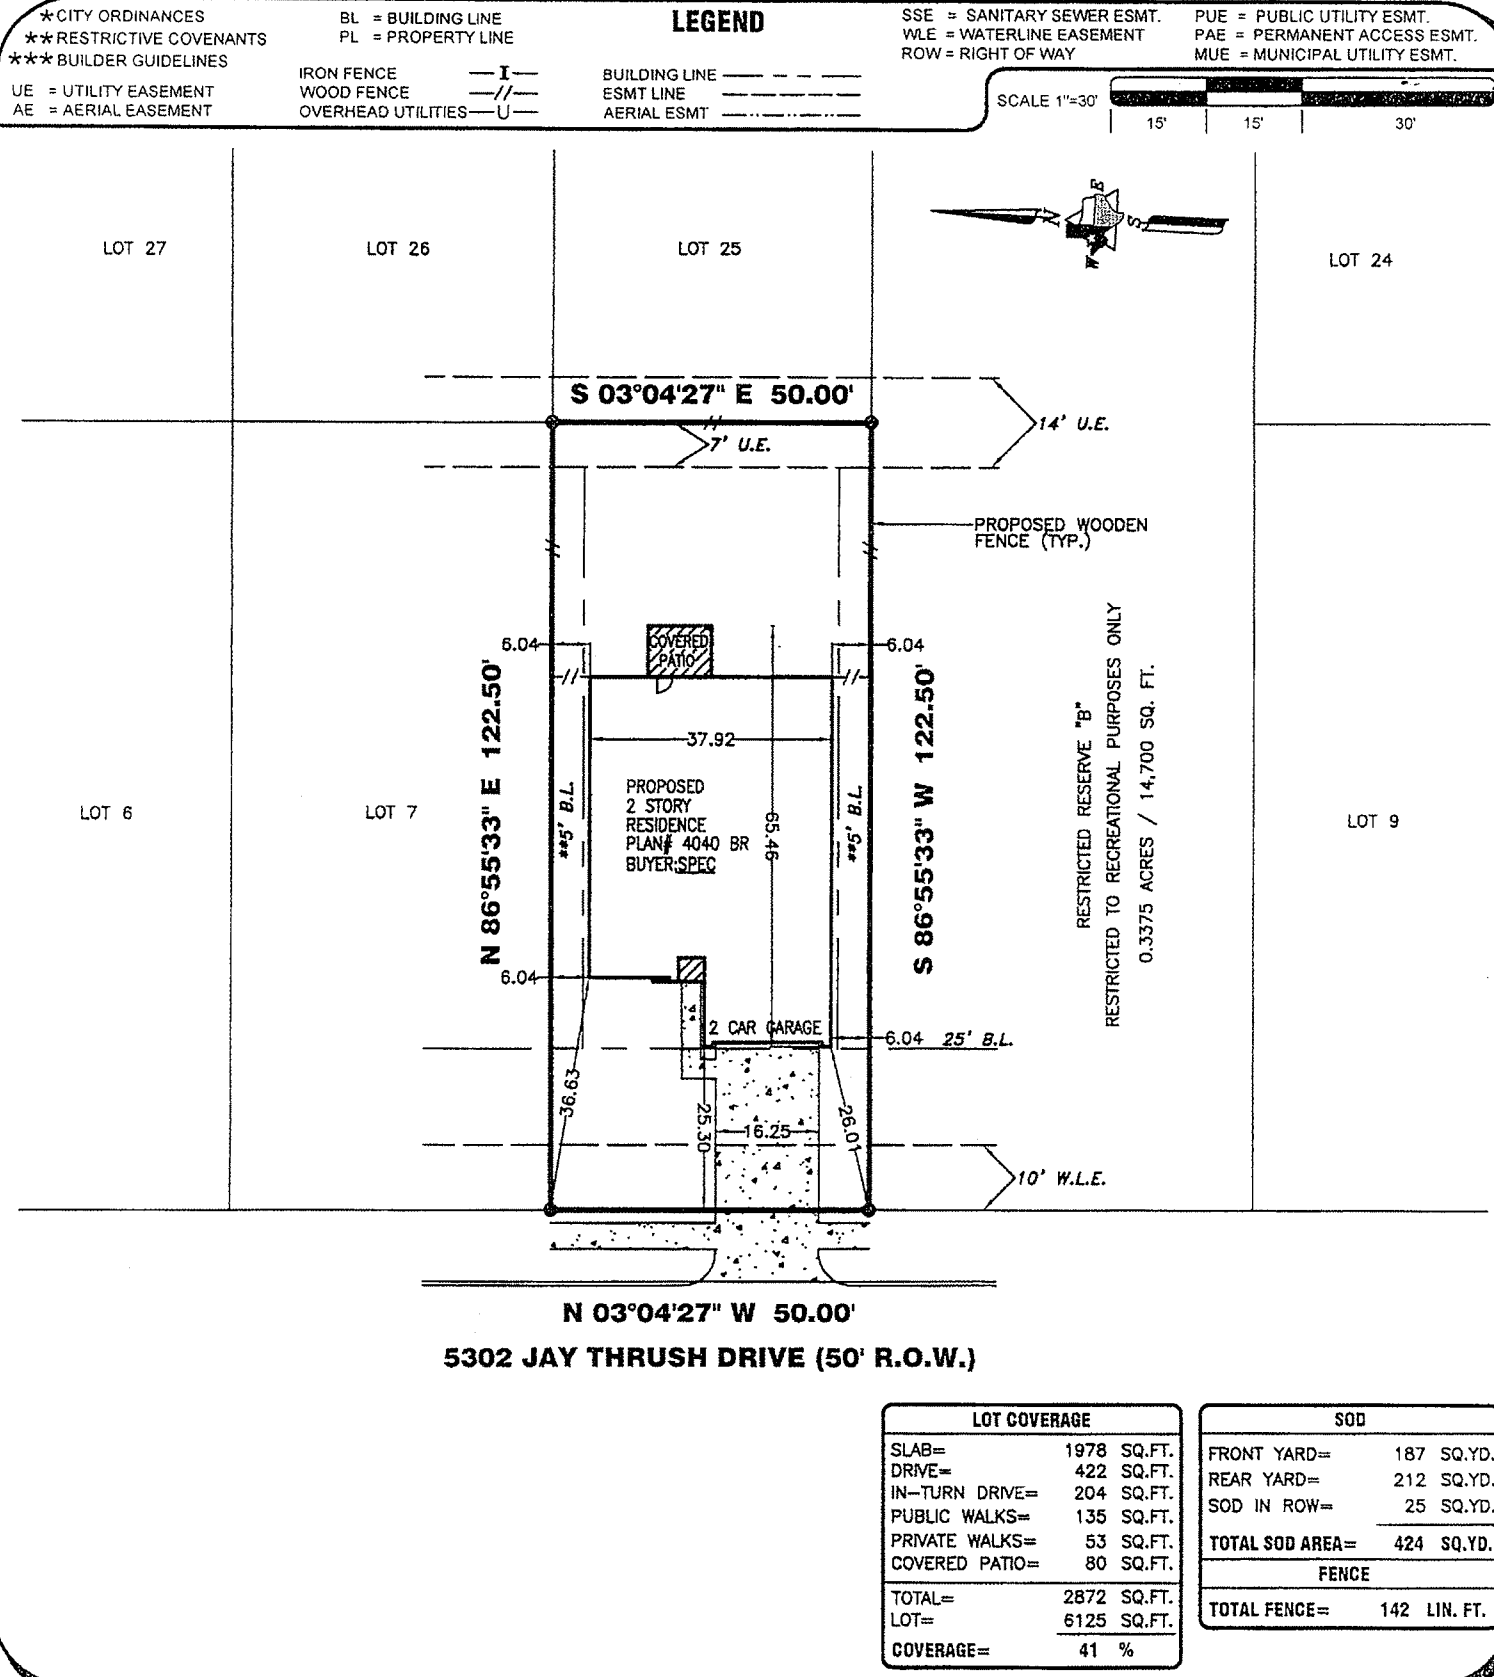 *CITY ORDINANCES
**RESTRICTIVE COVENANTS
***BUILDER GUIDELINES
UE = UTILITY EASEMENT
AE = AERIAL EASEMENT
BL = BUILDING LINE
PL = PROPERTY LINE
IRON FENCE I
WOOD FENCE //
OVERHEAD UTILITIES U
LEGEND
BUILDING LINE
ESMT LINE
AERIAL ESMT
SSE = SANITARY SEWER ESMT.
WLE = WATERLINE EASEMENT
ROW = RIGHT OF WAY
PUE = PUBLIC UTILITY ESMT.
PAE = PERMANENT ACCESS ESMT.
MUE = MUNICIPAL UTILITY ESMT.
SCALE 1"=30'
15' 15' 30'
N E S W
LOT 27
LOT 26
LOT 25
LOT 24
S 03°04'27" E 50.00'
7' U.E.
14' U.E.
PROPOSED WOODEN
FENCE (TYP.)
COVERED
PATIO
6.04
6.04
37.92
65.46
N 86°55'33" E 122.50'
S 86°55'33" W 122.50'
**5' B.L.
**5' B.L.
PROPOSED
2 STORY
RESIDENCE
PLAN# 4040 BR
BUYER:SPEC
LOT 6
LOT 7
RESTRICTED RESERVE "B"
RESTRICTED TO RECREATIONAL PURPOSES ONLY
0.3375 ACRES / 14,700 SQ. FT.
LOT 9
6.04
2 CAR GARAGE
6.04
25' B.L.
36.63
25.30
16.25
26.01
10' W.L.E.
N 03°04'27" W 50.00'
5302 JAY THRUSH DRIVE (50' R.O.W.)
LOT COVERAGE
SLAB= 1978 SQ.FT.
DRIVE= 422 SQ.FT.
IN-TURN DRIVE= 204 SQ.FT.
PUBLIC WALKS= 135 SQ.FT.
PRIVATE WALKS= 53 SQ.FT.
COVERED PATIO= 80 SQ.FT.
TOTAL= 2872 SQ.FT.
LOT= 6125 SQ.FT.
COVERAGE= 41 %
SOD
FRONT YARD= 187 SQ.YD.
REAR YARD= 212 SQ.YD.
SOD IN ROW= 25 SQ.YD.
TOTAL SOD AREA= 424 SQ.YD.
FENCE
TOTAL FENCE= 142 LIN. FT.